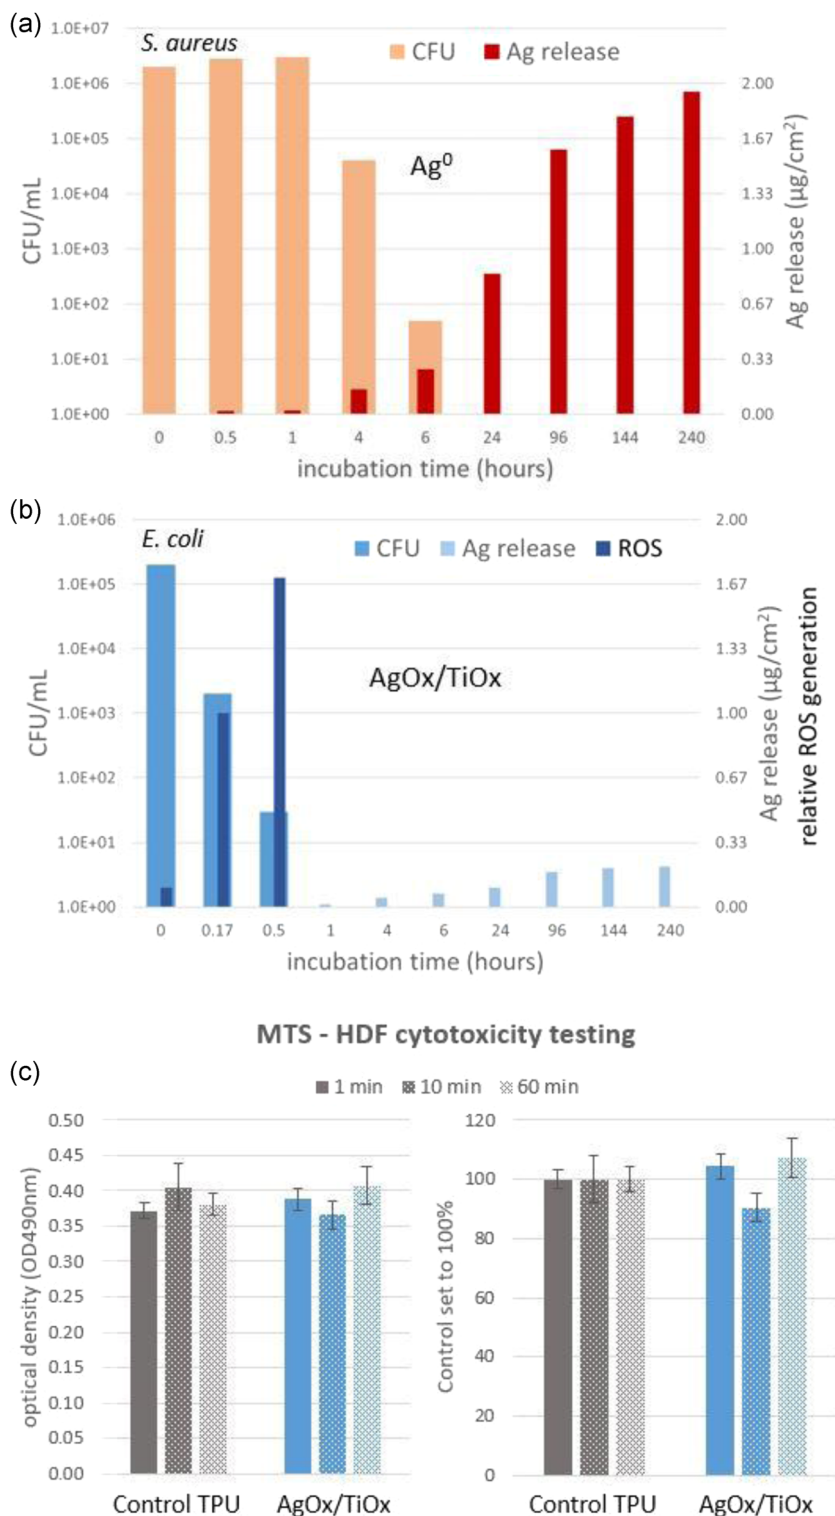 (a)
S. aureus
CFU Ag release
Ag⁰
1.0E+07
1.0E+06
1.0E+05
1.0E+04
1.0E+03
1.0E+02
1.0E+01
1.0E+00
CFU/mL
2.00
1.67
1.33
1.00
0.67
0.33
0.00
Ag release (µg/cm²)
0 0.5 1 4 6 24 96 144 240
incubation time (hours)
(b)
E. coli
CFU Ag release ROS
AgOx/TiOx
1.0E+06
1.0E+05
1.0E+04
1.0E+03
1.0E+02
1.0E+01
1.0E+00
CFU/mL
2.00
1.67
1.33
1.00
0.67
0.33
0.00
Ag release (µg/cm²)
relative ROS generation
0 0.17 0.5 1 4 6 24 96 144 240
incubation time (hours)
MTS - HDF cytotoxicity testing
(c)
1 min 10 min 60 min
0.50
0.45
0.40
0.35
0.30
0.25
0.20
0.15
0.10
0.05
0.00
optical density (OD490nm)
Control TPU AgOx/TiOx
120
100
80
60
40
20
0
Control set to 100%
Control TPU AgOx/TiOx